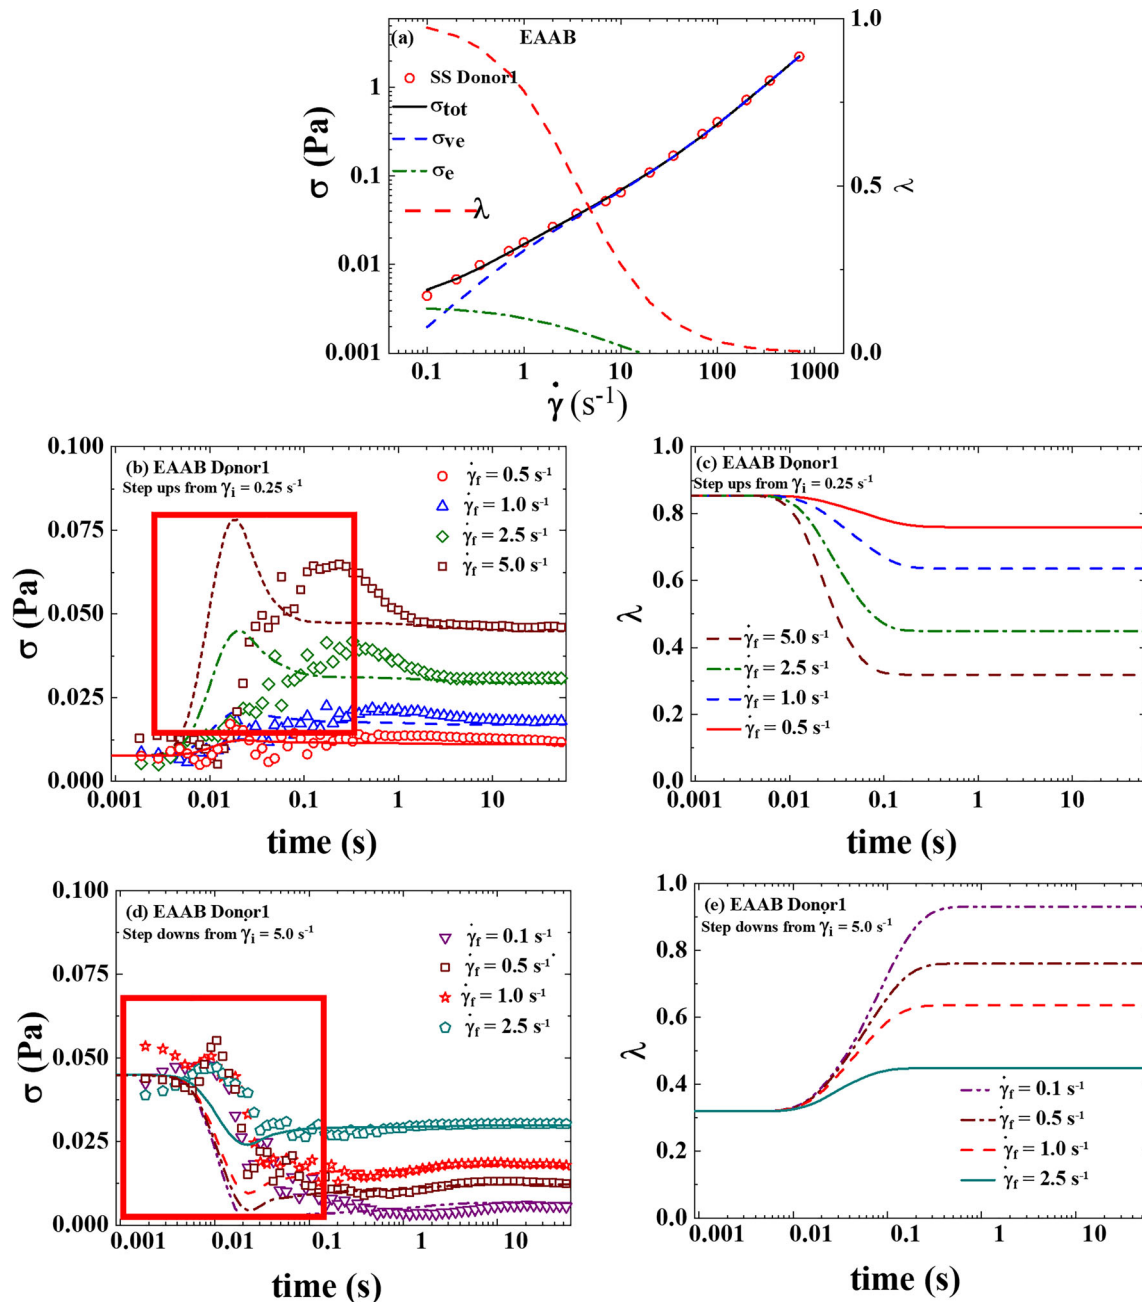 (a) EAAB
SS Donor1
σtot
σve
σe
λ
σ (Pa)
1
0.1
0.01
0.001
1.0
0.5
0.0
λ
0.1 1 10 100 1000
γ̇ (s⁻¹)
(b) EAAB Donor1
Step ups from γ̇i = 0.25 s⁻¹
γ̇f = 0.5 s⁻¹
γ̇f = 1.0 s⁻¹
γ̇f = 2.5 s⁻¹
γ̇f = 5.0 s⁻¹
σ (Pa)
0.100
0.075
0.050
0.025
0.000
0.001 0.01 0.1 1 10
time (s)
(c) EAAB Donor1
Step ups from γ̇i = 0.25 s⁻¹
γ̇f = 5.0 s⁻¹
γ̇f = 2.5 s⁻¹
γ̇f = 1.0 s⁻¹
γ̇f = 0.5 s⁻¹
λ
1.0
0.8
0.6
0.4
0.2
0.0
0.001 0.01 0.1 1 10
time (s)
(d) EAAB Donor1
Step downs from γ̇i = 5.0 s⁻¹
γ̇f = 0.1 s⁻¹
γ̇f = 0.5 s⁻¹
γ̇f = 1.0 s⁻¹
γ̇f = 2.5 s⁻¹
σ (Pa)
0.100
0.075
0.050
0.025
0.000
0.001 0.01 0.1 1 10
time (s)
(e) EAAB Donor1
Step downs from γ̇i = 5.0 s⁻¹
γ̇f = 0.1 s⁻¹
γ̇f = 0.5 s⁻¹
γ̇f = 1.0 s⁻¹
γ̇f = 2.5 s⁻¹
λ
1.0
0.8
0.6
0.4
0.2
0.0
0.001 0.01 0.1 1 10
time (s)